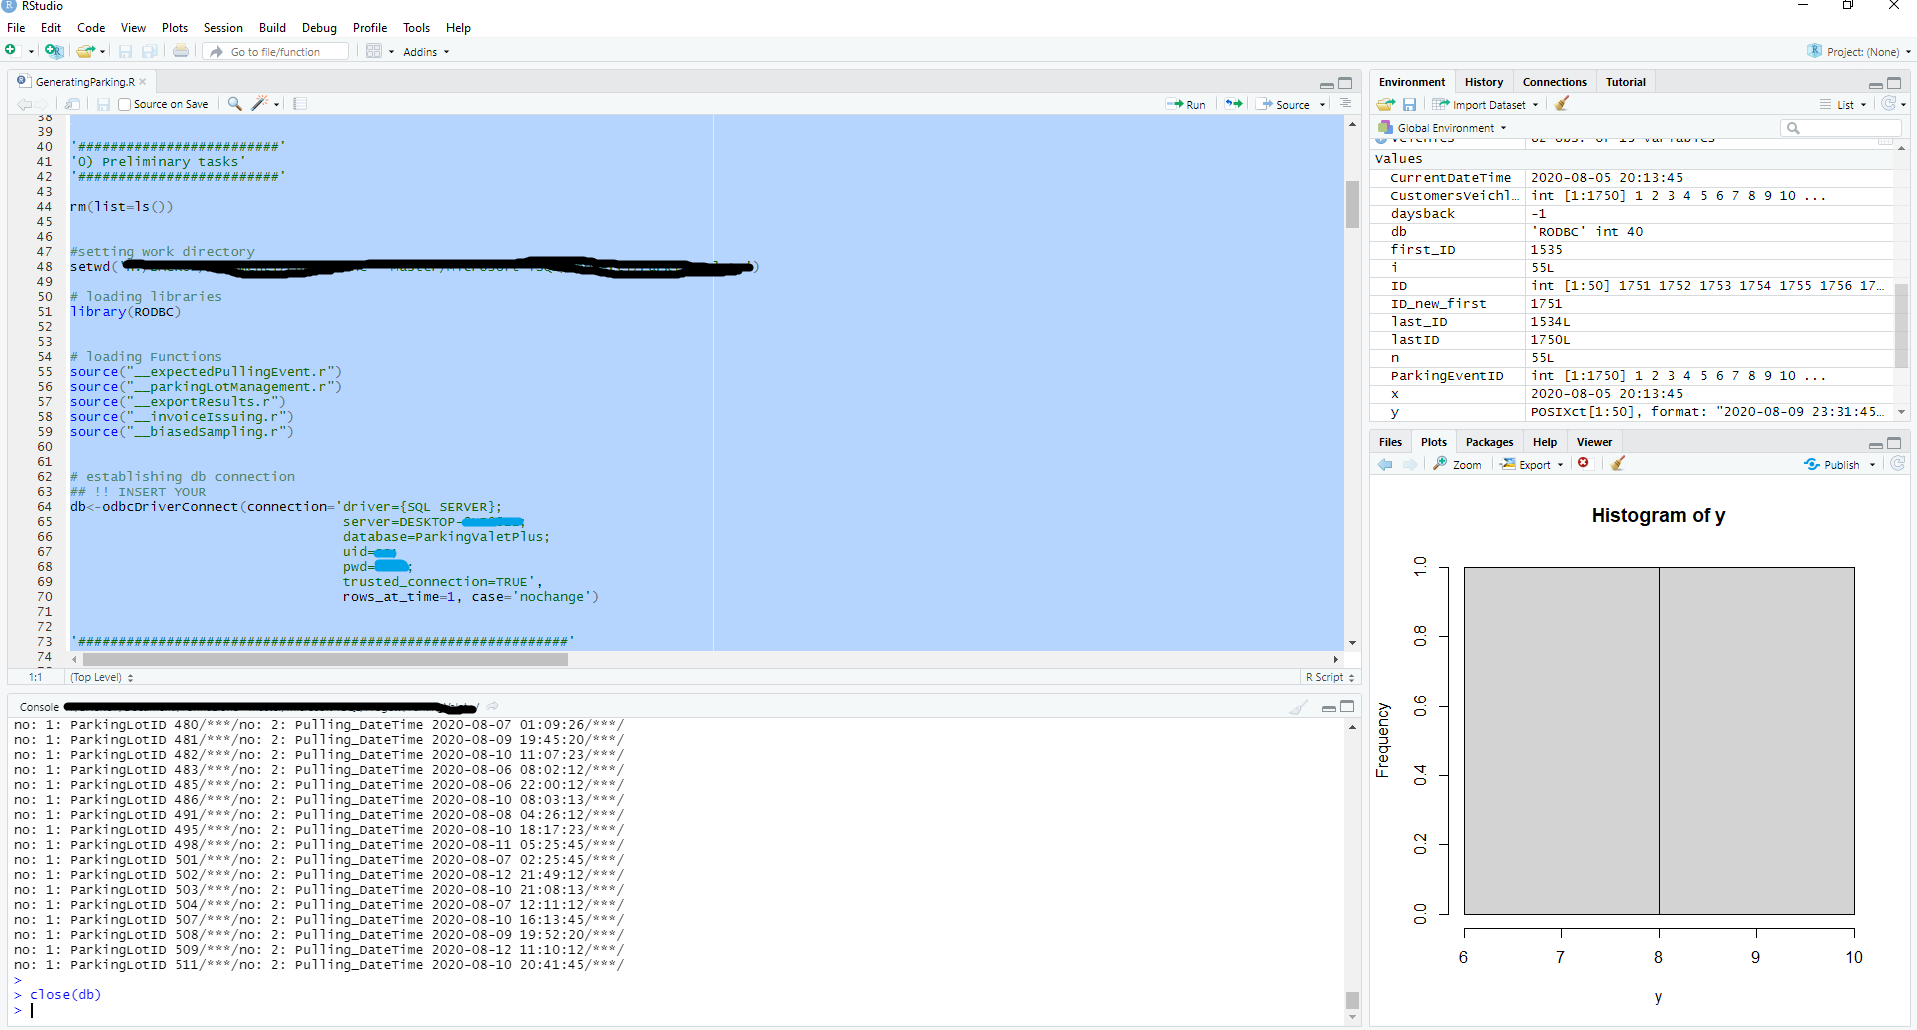 RStudio
File Edit Code View Plots Session Build Debug Profile Tools Help
Go to file/function Addins Project: (None)
GeneratingParking.R
Source on Save Run Source
38
39
40 '#########################'
41 '0) Preliminary tasks'
42 '#########################'
43
44 rm(list=ls())
45
46
47 #setting work directory
48 setwd(' )
49
50 # loading libraries
51 library(RODBC)
52
53
54 # loading Functions
55 source("__expectedPullingEvent.r")
56 source("__parkingLotManagement.r")
57 source("__exportResults.r")
58 source("__invoiceIssuing.r")
59 source("__biasedSampling.r")
60
61
62 # establishing db connection
63 ## !! INSERT YOUR
64 db<-odbcDriverConnect(connection='driver={SQL SERVER};
65 server=DESKTOP- ;
66 database=ParkingValetPlus;
67 uid= ;
68 pwd= ;
69 trusted_connection=TRUE',
70 rows_at_time=1, case='nochange')
71
72
73 '#############################################################'
74
1:1 (Top Level) R Script
Console /
no: 1: ParkingLotID 480/***/no: 2: Pulling_DateTime 2020-08-07 01:09:26/***/
no: 1: ParkingLotID 481/***/no: 2: Pulling_DateTime 2020-08-09 19:45:20/***/
no: 1: ParkingLotID 482/***/no: 2: Pulling_DateTime 2020-08-10 11:07:23/***/
no: 1: ParkingLotID 483/***/no: 2: Pulling_DateTime 2020-08-06 08:02:12/***/
no: 1: ParkingLotID 485/***/no: 2: Pulling_DateTime 2020-08-06 22:00:12/***/
no: 1: ParkingLotID 486/***/no: 2: Pulling_DateTime 2020-08-10 08:03:13/***/
no: 1: ParkingLotID 491/***/no: 2: Pulling_DateTime 2020-08-08 04:26:12/***/
no: 1: ParkingLotID 495/***/no: 2: Pulling_DateTime 2020-08-10 18:17:23/***/
no: 1: ParkingLotID 498/***/no: 2: Pulling_DateTime 2020-08-11 05:25:45/***/
no: 1: ParkingLotID 501/***/no: 2: Pulling_DateTime 2020-08-07 02:25:45/***/
no: 1: ParkingLotID 502/***/no: 2: Pulling_DateTime 2020-08-12 21:49:12/***/
no: 1: ParkingLotID 503/***/no: 2: Pulling_DateTime 2020-08-10 21:08:13/***/
no: 1: ParkingLotID 504/***/no: 2: Pulling_DateTime 2020-08-07 12:11:12/***/
no: 1: ParkingLotID 507/***/no: 2: Pulling_DateTime 2020-08-10 16:13:45/***/
no: 1: ParkingLotID 508/***/no: 2: Pulling_DateTime 2020-08-09 19:52:20/***/
no: 1: ParkingLotID 509/***/no: 2: Pulling_DateTime 2020-08-12 11:10:12/***/
no: 1: ParkingLotID 511/***/no: 2: Pulling_DateTime 2020-08-10 20:41:45/***/
>
> close(db)
>
Environment History Connections Tutorial
Import Dataset List
Global Environment
Veichles 82 obs. of 15 variables
Values
CurrentDateTime 2020-08-05 20:13:45
CustomersVeichl… int [1:1750] 1 2 3 4 5 6 7 8 9 10 ...
daysback -1
db 'RODBC' int 40
first_ID 1535
i 55L
ID int [1:50] 1751 1752 1753 1754 1755 1756 17…
ID_new_first 1751
last_ID 1534L
lastID 1750L
n 55L
ParkingEventID int [1:1750] 1 2 3 4 5 6 7 8 9 10 ...
x 2020-08-05 20:13:45
y POSIXct[1:50], format: "2020-08-09 23:31:45…
Files Plots Packages Help Viewer
Zoom Export Publish
Histogram of y
Frequency
1.0
0.8
0.6
0.4
0.2
0.0
6 7 8 9 10
y